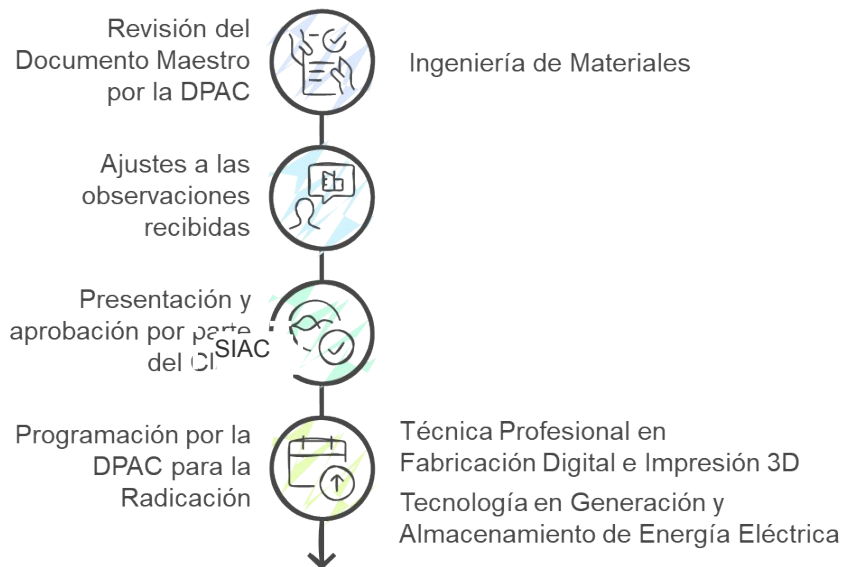 Revisión del
Documento Maestro
por la DPAC
Ingeniería de Materiales
Ajustes a las
observaciones
recibidas
Presentación y
aprobación por parte
del SIAC
Programación por la
DPAC para la
Radicación
Técnica Profesional en
Fabricación Digital e Impresión 3D
Tecnología en Generación y
Almacenamiento de Energía Eléctrica